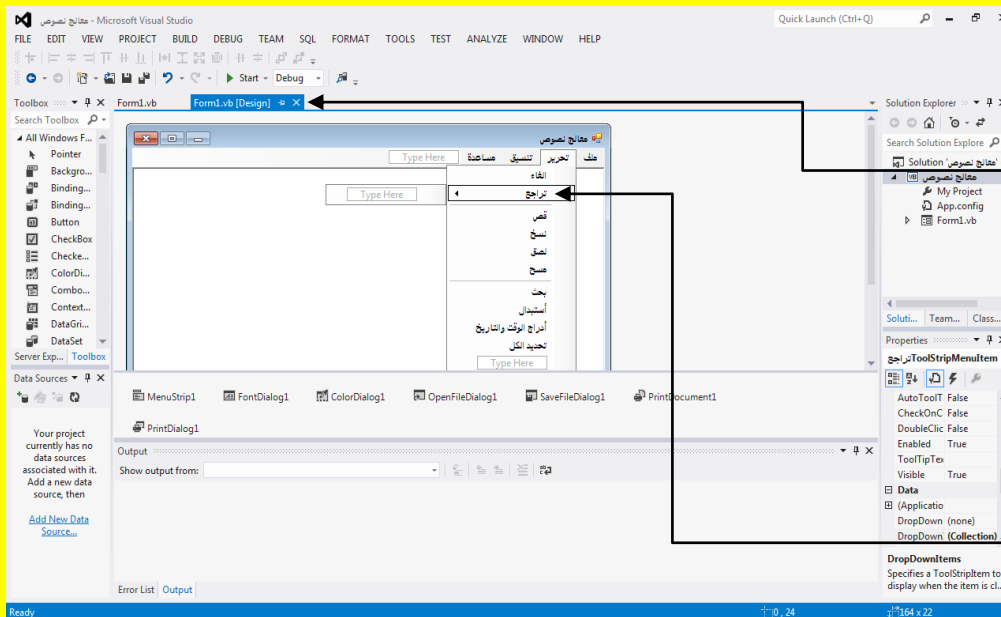 معالج نصوص - Microsoft Visual Studio
Quick Launch (Ctrl+Q)
FILE EDIT VIEW PROJECT BUILD DEBUG TEAM SQL FORMAT TOOLS TEST ANALYZE WINDOW HELP
Start Debug
Toolbox
Search Toolbox
All Windows F...
Pointer
Backgro...
Binding...
Binding...
Button
CheckBox
Checke...
ColorDi...
Combo...
Context...
DataGri...
DataSet
Server Exp... Toolbox
Data Sources
Your project
currently has no
data sources
associated with it.
Add a new data
source, then
Add New Data
Source...
Form1.vb Form1.vb [Design]
معالج نصوص
ملف تحرير تنسيق مساعدة Type Here
الغاء
تراجع Type Here
قص
نسخ
لصق
مسح
بحث
أستبدال
أدراج الوقت والتاريخ
تحديد الكل
Type Here
MenuStrip1 FontDialog1 ColorDialog1 OpenFileDialog1 SaveFileDialog1 PrintDocument1
PrintDialog1
Output
Show output from:
Error List Output
Solution Explorer
Search Solution Explore
Solution 'معالج نصوص'
معالج نصوص
My Project
App.config
Form1.vb
Soluti... Team... Class...
Properties
تراجعToolStripMenuItem
AutoToolT False
CheckOnC False
DoubleClic False
Enabled True
ToolTipTex
Visible True
Data
(Applicatio
DropDown (none)
DropDown (Collection)
DropDownItems
Specifies a ToolStripItem to
display when the item is cl...
Ready 0 , 24 164 x 22